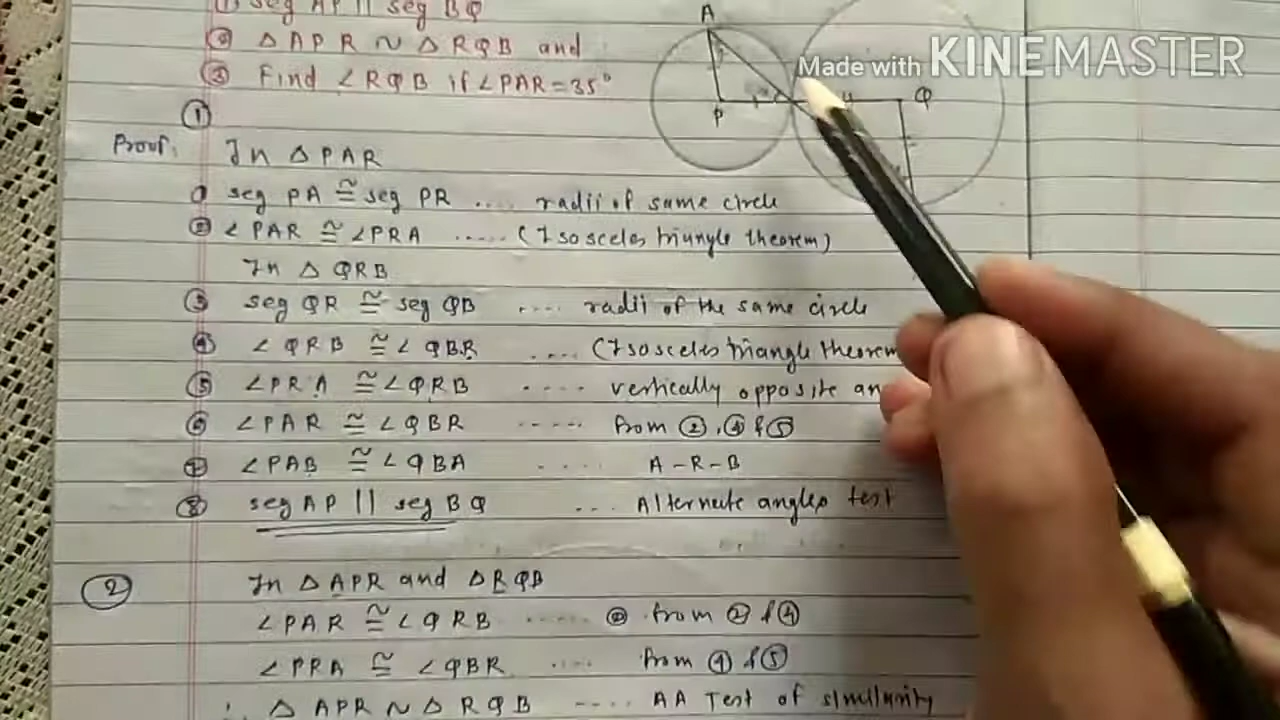 seg AP || seg BQ
② △APR ~ △RQB and
③ Find ∠RQB if ∠PAR = 35°
A
P
Q
Made with KINEMASTER
①
Proof: In △PAR
① seg PA ≅ seg PR .... radii of same circle
② ∠PAR ≅ ∠PRA ..... (Isosceles triangle theorem)
In △QRB
③ seg QR ≅ seg QB .... radii of the same circle
④ ∠QRB ≅ ∠QBR .... (Isosceles triangle theorem
⑤ ∠PRA ≅ ∠QRB .... vertically opposite an
⑥ ∠PAR ≅ ∠QBR ..... from ②, ④ & ⑤
⑦ ∠PAB ≅ ∠QBA .... A-R-B
⑧ seg AP || seg BQ ... Alternate angles test
② In △APR and △RQB
∠PAR ≅ ∠QRB ...... from ② & ④
∠PRA ≅ ∠QBR .... from ④ & ⑤
∴ △APR ~ △RQB .... AA Test of similarity